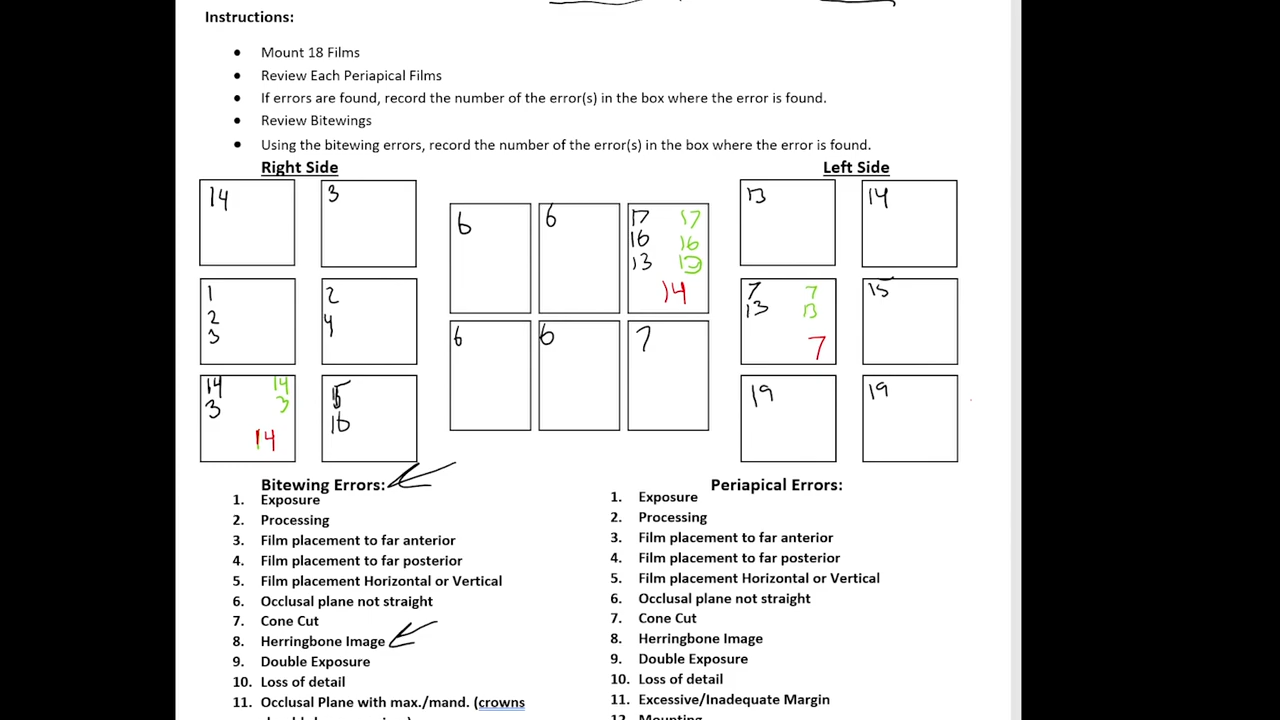 Instructions:
• Mount 18 Films
• Review Each Periapical Films
• If errors are found, record the number of the error(s) in the box where the error is found.
• Review Bitewings
• Using the bitewing errors, record the number of the error(s) in the box where the error is found.
Right Side
Left Side
14
3
6
6
17 17
16 16
13 13
14
13
14
1
2
3
2
4
7 7
13 13
7
15
14 14
3 3
14
15
16
6
6
7
19
19
Bitewing Errors:
1. Exposure
2. Processing
3. Film placement to far anterior
4. Film placement to far posterior
5. Film placement Horizontal or Vertical
6. Occlusal plane not straight
7. Cone Cut
8. Herringbone Image
9. Double Exposure
10. Loss of detail
11. Occlusal Plane with max./mand. (crowns
Periapical Errors:
1. Exposure
2. Processing
3. Film placement to far anterior
4. Film placement to far posterior
5. Film placement Horizontal or Vertical
6. Occlusal plane not straight
7. Cone Cut
8. Herringbone Image
9. Double Exposure
10. Loss of detail
11. Excessive/Inadequate Margin
12. Mounting